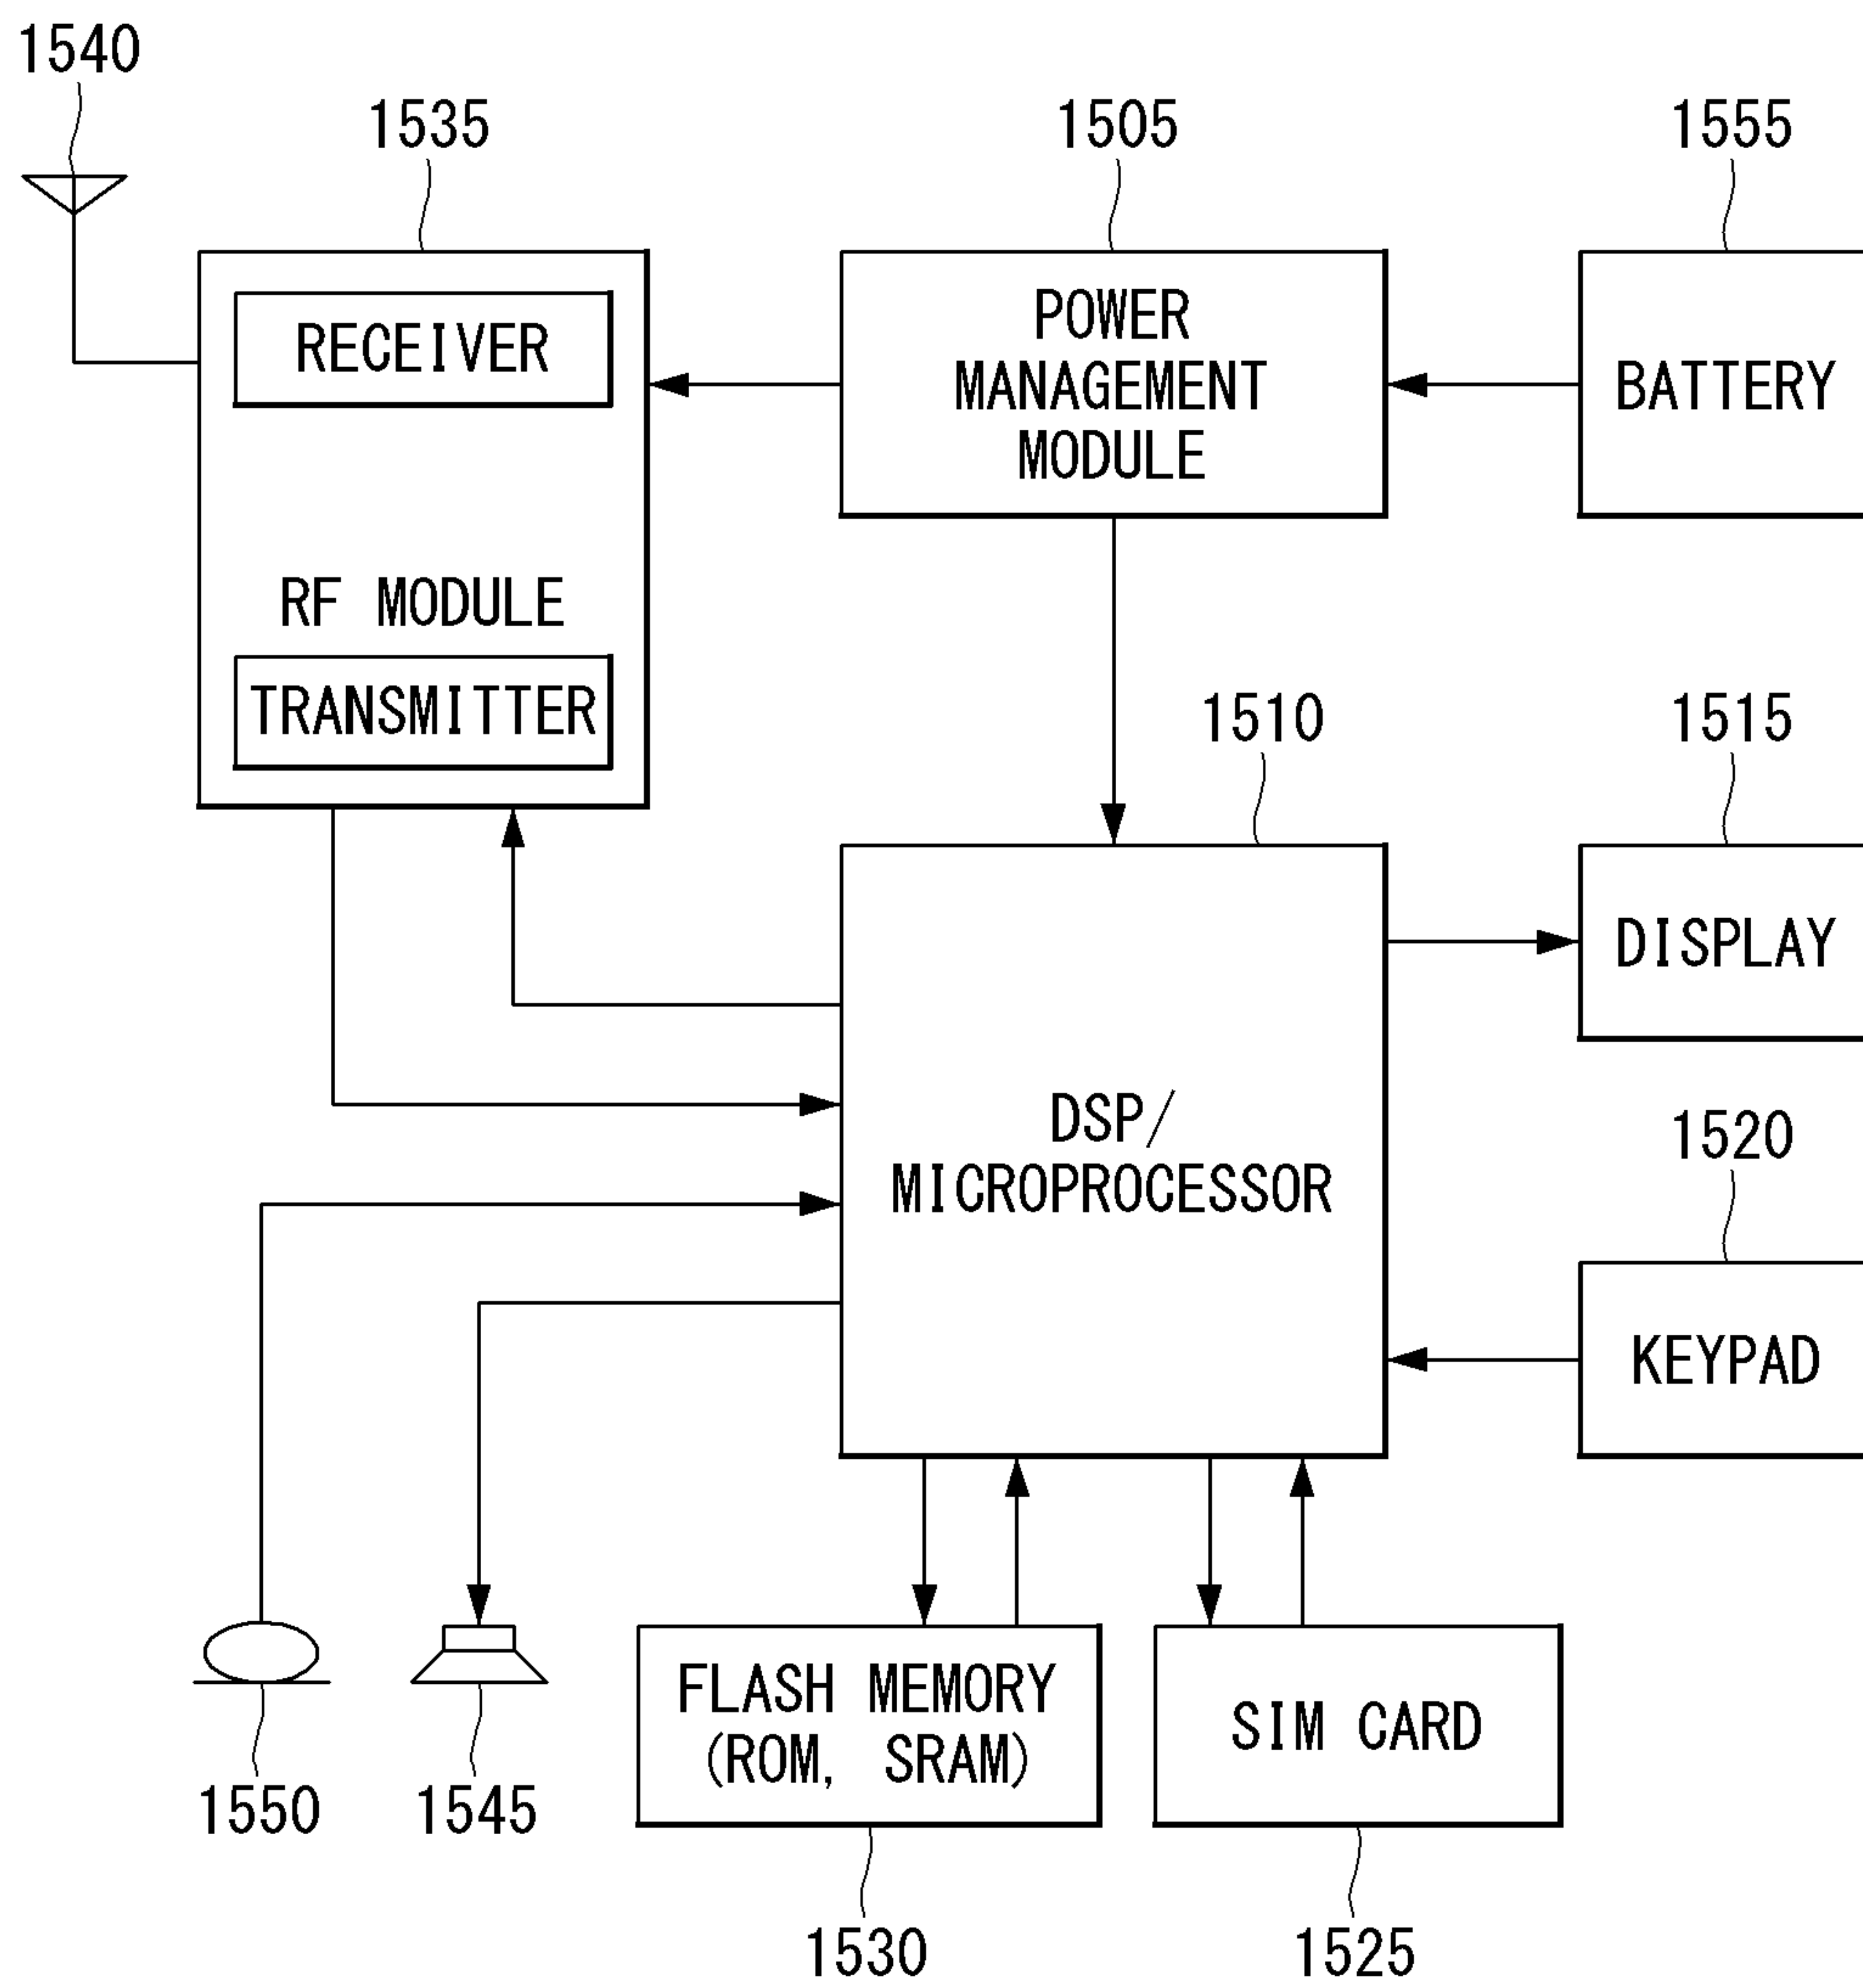 1540
1535
1505
1555
RECEIVER
POWER
MANAGEMENT
MODULE
BATTERY
RF MODULE
TRANSMITTER
1510
1515
DISPLAY
DSP/
MICROPROCESSOR
1520
KEYPAD
FLASH MEMORY
(ROM, SRAM)
SIM CARD
1550
1545
1530
1525